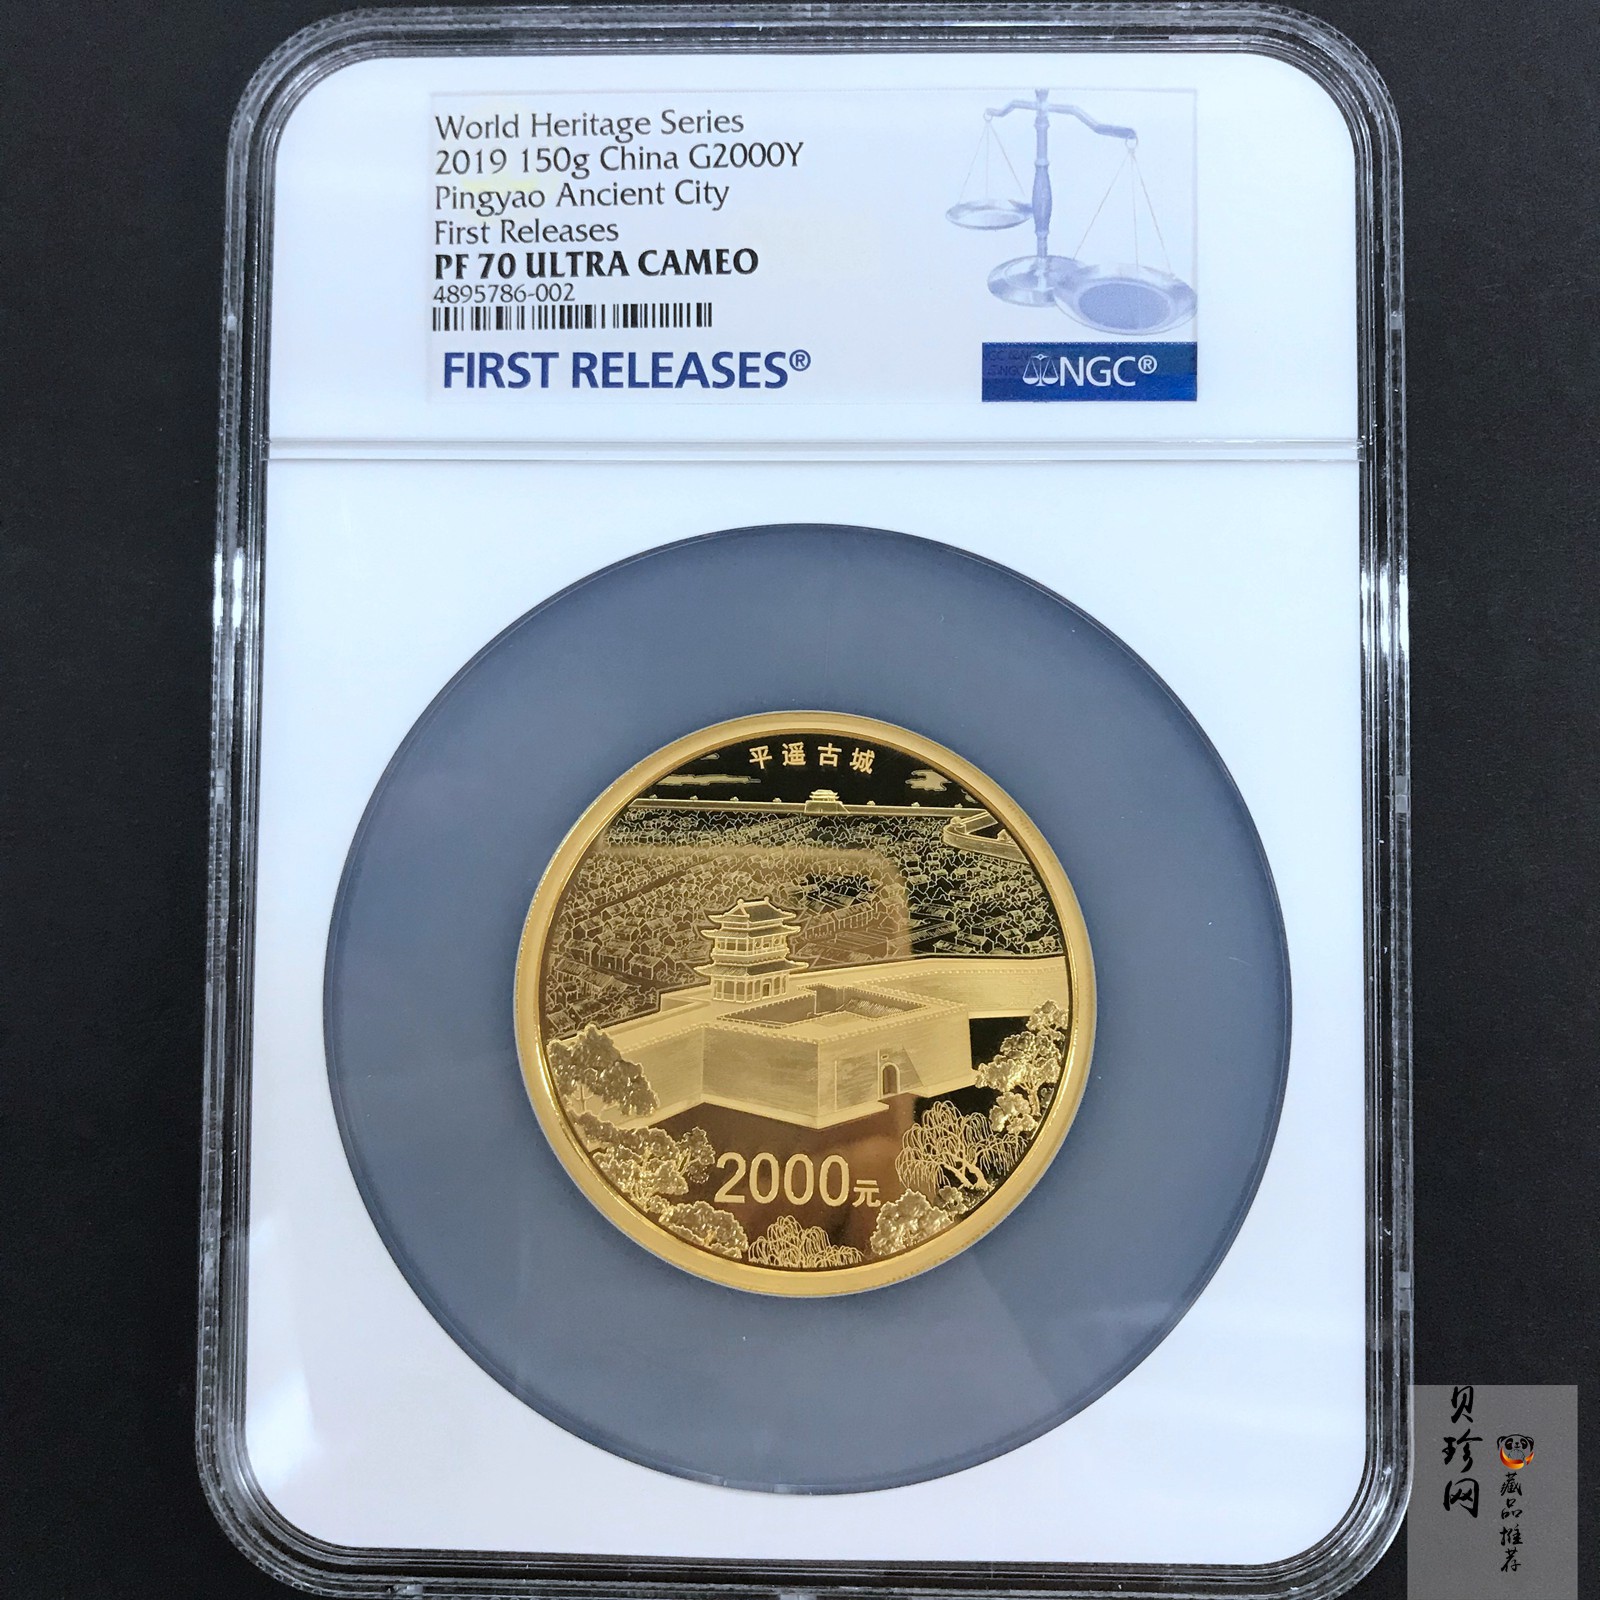 World Heritage Series
2019 150g China G2000Y
Pingyao Ancient City
First Releases
PF 70 ULTRA CAMEO
4895786-002
FIRST RELEASES®
NGC®
平遥古城
2000元
贝珍网
藏品推荐